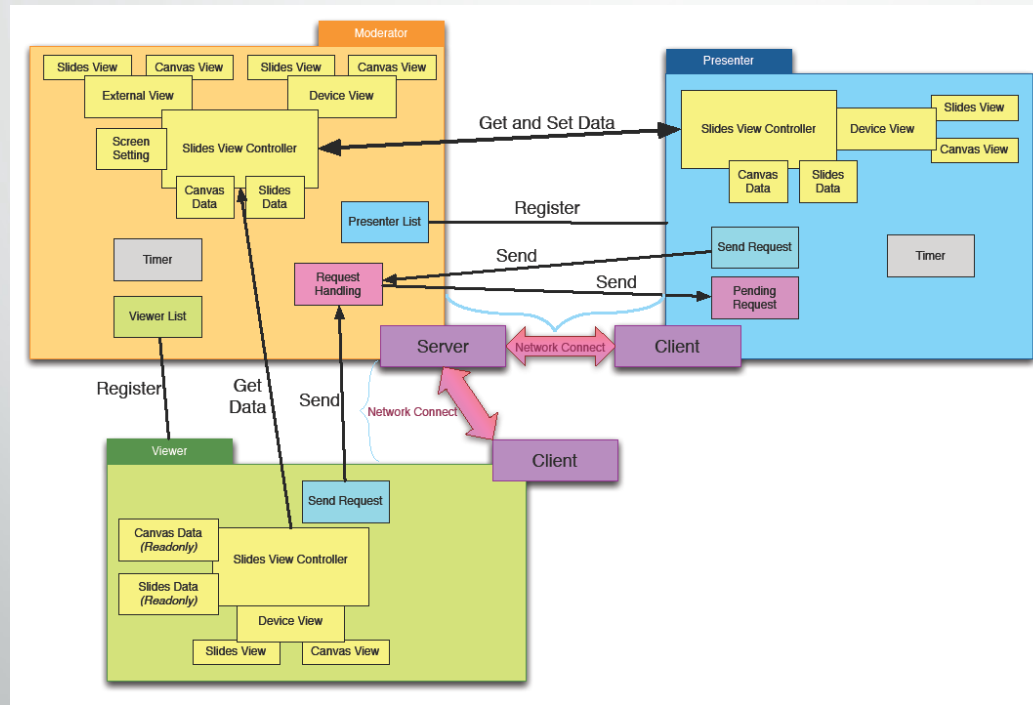 Moderator
Slides View
Canvas View
Slides View
Canvas View
External View
Device View
Screen
Setting
Slides View Controller
Canvas
Data
Slides
Data
Presenter List
Timer
Request
Handling
Viewer List
Server
Get and Set Data
Register
Send
Send
Network Connect
Presenter
Slides View Controller
Device View
Slides View
Canvas View
Canvas
Data
Slides
Data
Send Request
Timer
Pending
Request
Client
Register
Get
Data
Send
Network Connect
Viewer
Client
Send Request
Canvas Data
(Readonly)
Slides View Controller
Slides Data
(Readonly)
Device View
Slides View
Canvas View